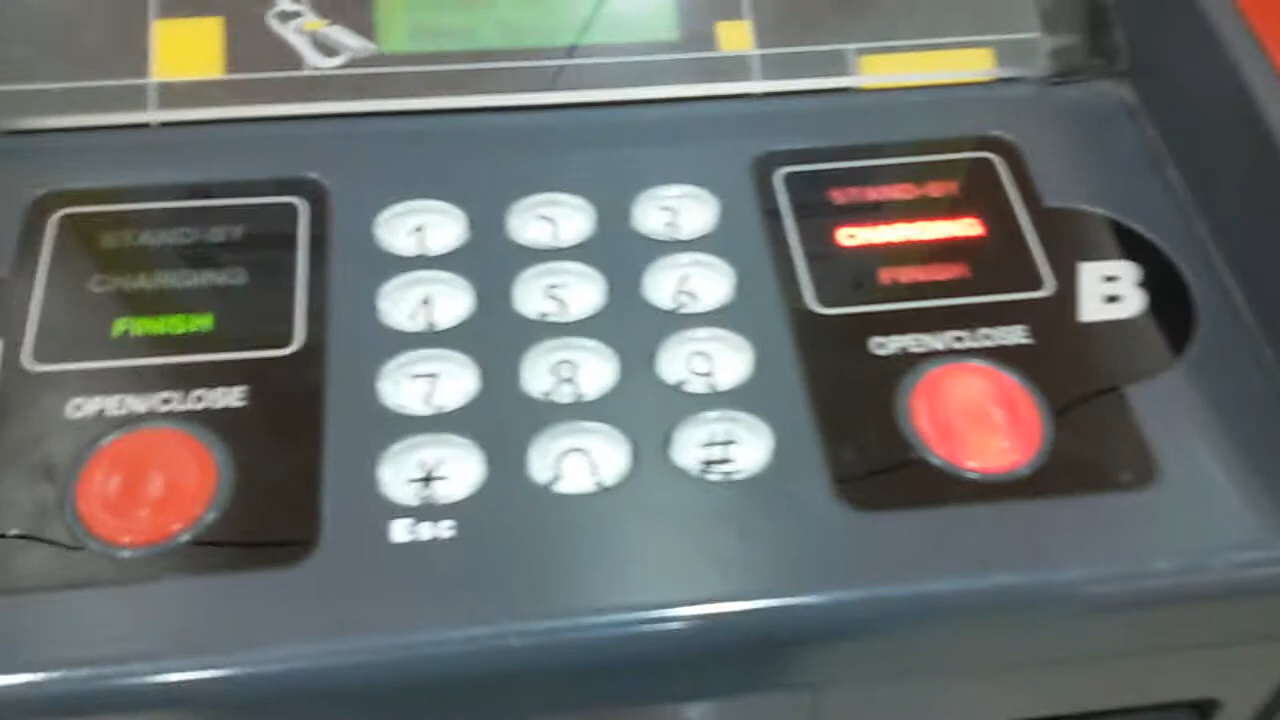 STAND-BY
CHARGING
FINISH
OPEN/CLOSE
1 2 3
4 5 6
7 8 9
* 0 #
Esc
STAND-BY
CHARGING
FINISH
OPEN/CLOSE
B